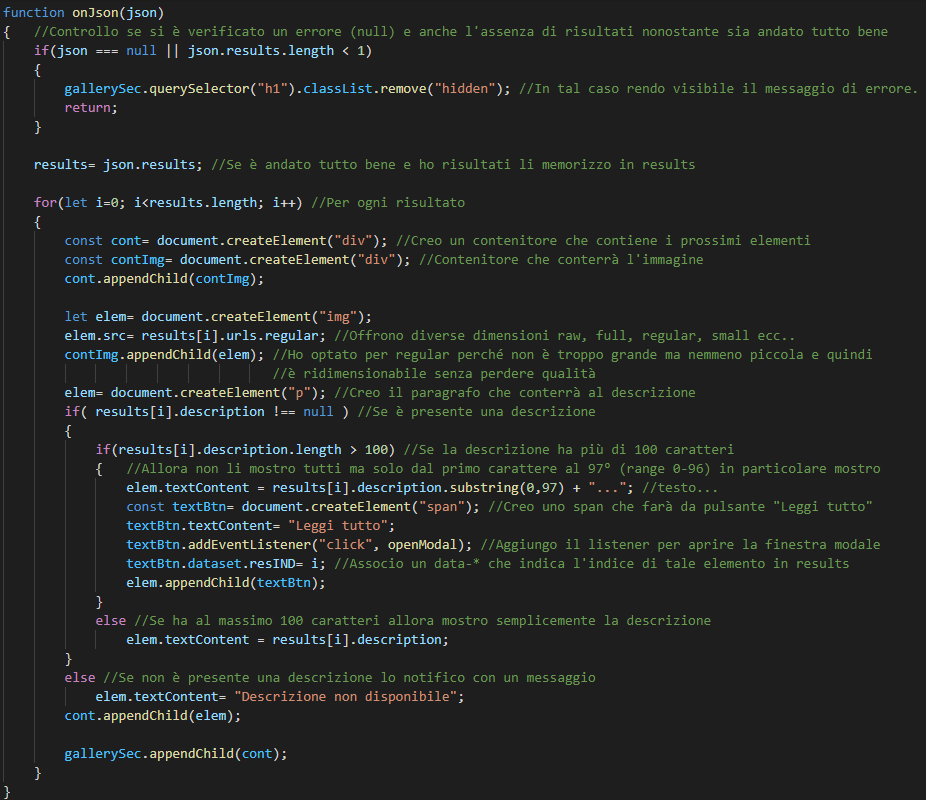 function onJson(json)
{   //Controllo se si è verificato un errore (null) e anche l'assenza di risultati nonostante sia andato tutto bene
    if(json === null || json.results.length < 1)
    {
        gallerySec.querySelector("h1").classList.remove("hidden"); //In tal caso rendo visibile il messaggio di errore.
        return;
    }

    results= json.results; //Se è andato tutto bene e ho risultati li memorizzo in results

    for(let i=0; i<results.length; i++) //Per ogni risultato
    {
        const cont= document.createElement("div"); //Creo un contenitore che contiene i prossimi elementi
        const contImg= document.createElement("div"); //Contenitore che conterrà l'immagine
        cont.appendChild(contImg);

        let elem= document.createElement("img");
        elem.src= results[i].urls.regular; //Offrono diverse dimensioni raw, full, regular, small ecc..
        contImg.appendChild(elem); //Ho optato per regular perché non è troppo grande ma nemmeno piccola e quindi
                                   //è ridimensionabile senza perdere qualità
        elem= document.createElement("p"); //Creo il paragrafo che conterrà al descrizione
        if( results[i].description !== null ) //Se è presente una descrizione
        {
            if(results[i].description.length > 100) //Se la descrizione ha più di 100 caratteri
            {   //Allora non li mostro tutti ma solo dal primo carattere al 97° (range 0-96) in particolare mostro
                elem.textContent = results[i].description.substring(0,97) + "..."; //testo...
                const textBtn= document.createElement("span"); //Creo uno span che farà da pulsante "Leggi tutto"
                textBtn.textContent= "Leggi tutto";
                textBtn.addEventListener("click", openModal); //Aggiungo il listener per aprire la finestra modale
                textBtn.dataset.resIND= i; //Associo un data-* che indica l'indice di tale elemento in results
                elem.appendChild(textBtn);
            }
            else //Se ha al massimo 100 caratteri allora mostro semplicemente la descrizione
                elem.textContent = results[i].description;
        }
        else //Se non è presente una descrizione lo notifico con un messaggio
            elem.textContent= "Descrizione non disponibile";
        cont.appendChild(elem);

        gallerySec.appendChild(cont);
    }
}